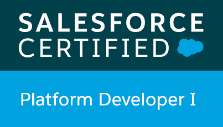 SALESFORCE
CERTIFIED
Platform Developer I